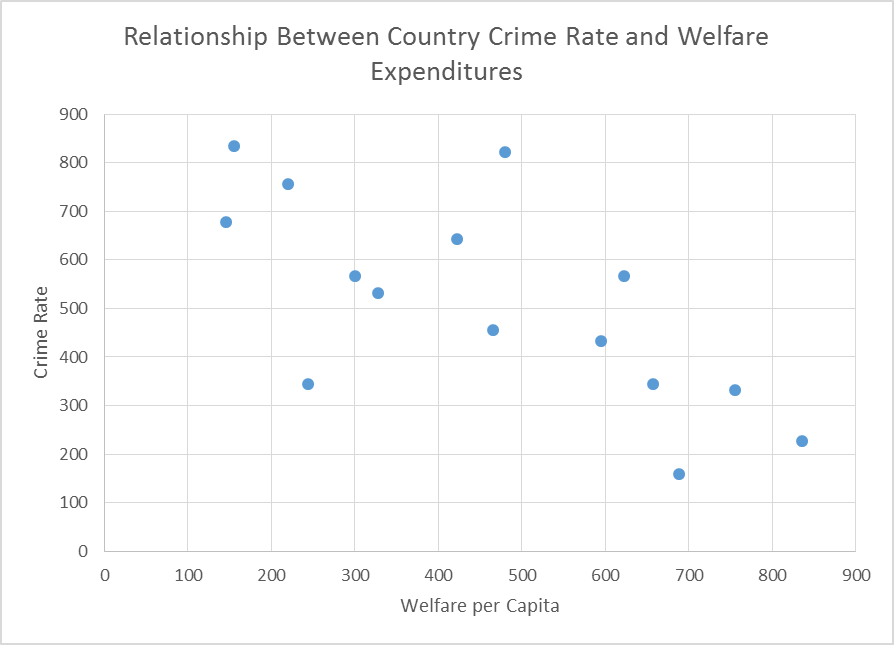 Relationship Between Country Crime Rate and Welfare
Expenditures
900
800
700
600
500
400
300
200
100
0
Crime Rate
0 100 200 300 400 500 600 700 800 900
Welfare per Capita